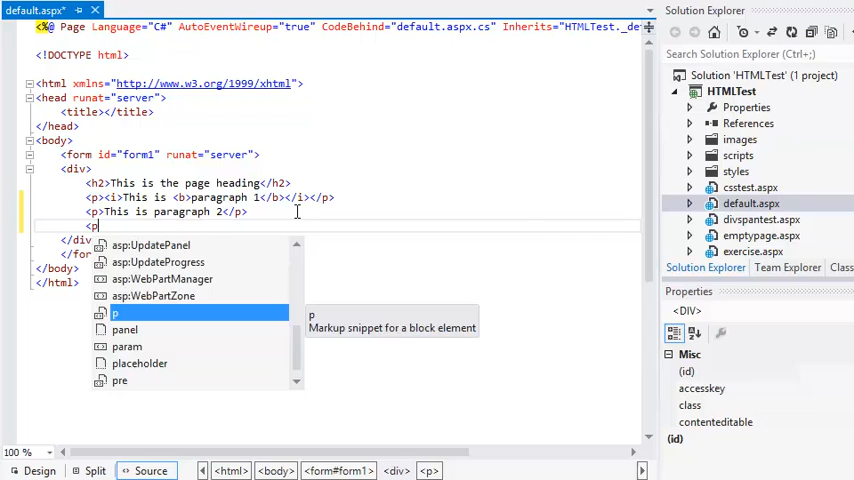 default.aspx*
<%@ Page Language="C#" AutoEventWireup="true" CodeBehind="default.aspx.cs" Inherits="HTMLTest._de
<!DOCTYPE html>
<html xmlns="http://www.w3.org/1999/xhtml">
<head runat="server">
<title></title>
</head>
<body>
<form id="form1" runat="server">
<div>
<h2>This is the page heading</h2>
<p><i>This is <b>paragraph 1</b></i></p>
<p>This is paragraph 2</p>
<p
</div
</fo
</body>
</html>
asp:UpdatePanel
asp:UpdateProgress
asp:WebPartManager
asp:WebPartZone
p
panel
param
placeholder
pre
p
Markup snippet for a block element
100 %
Design
Split
Source
<html>
<body>
<form#form1>
<div>
<p>
Solution Explorer
Search Solution Explorer (Ctrl+;)
Solution 'HTMLTest' (1 project)
HTMLTest
Properties
References
images
scripts
styles
csstest.aspx
default.aspx
divspantest.aspx
emptypage.aspx
exercise.aspx
Solution Explorer
Team Explorer
Class
Properties
<DIV>
Misc
(id)
accesskey
class
contenteditable
(id)